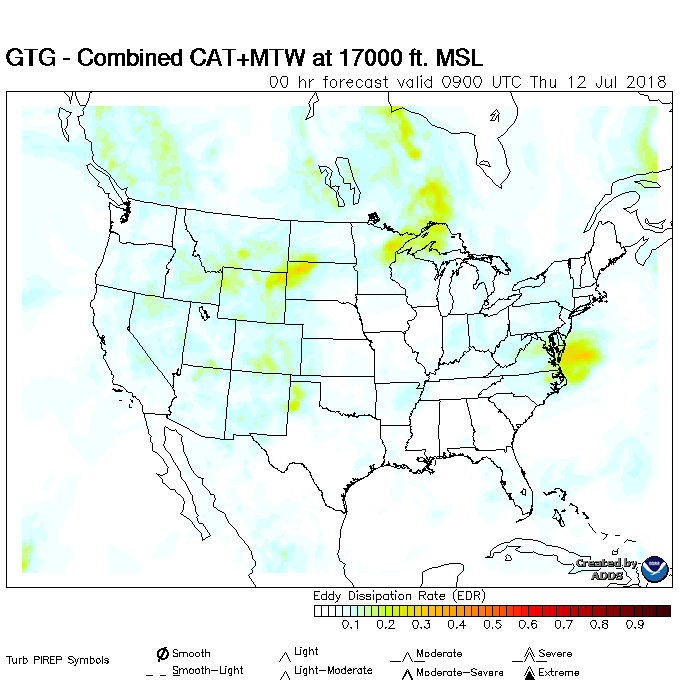 GTG - Combined CAT+MTW at 17000 ft. MSL
00 hr forecast valid 0900 UTC Thu 12 Jul 2018
Created by
ADDS
Eddy Dissipation Rate (EDR)
0.1 0.2 0.3 0.4 0.5 0.6 0.7 0.8 0.9
Turb PIREP Symbols
Smooth Light Moderate Severe
Smooth-Light Light-Moderate Moderate-Severe Extreme